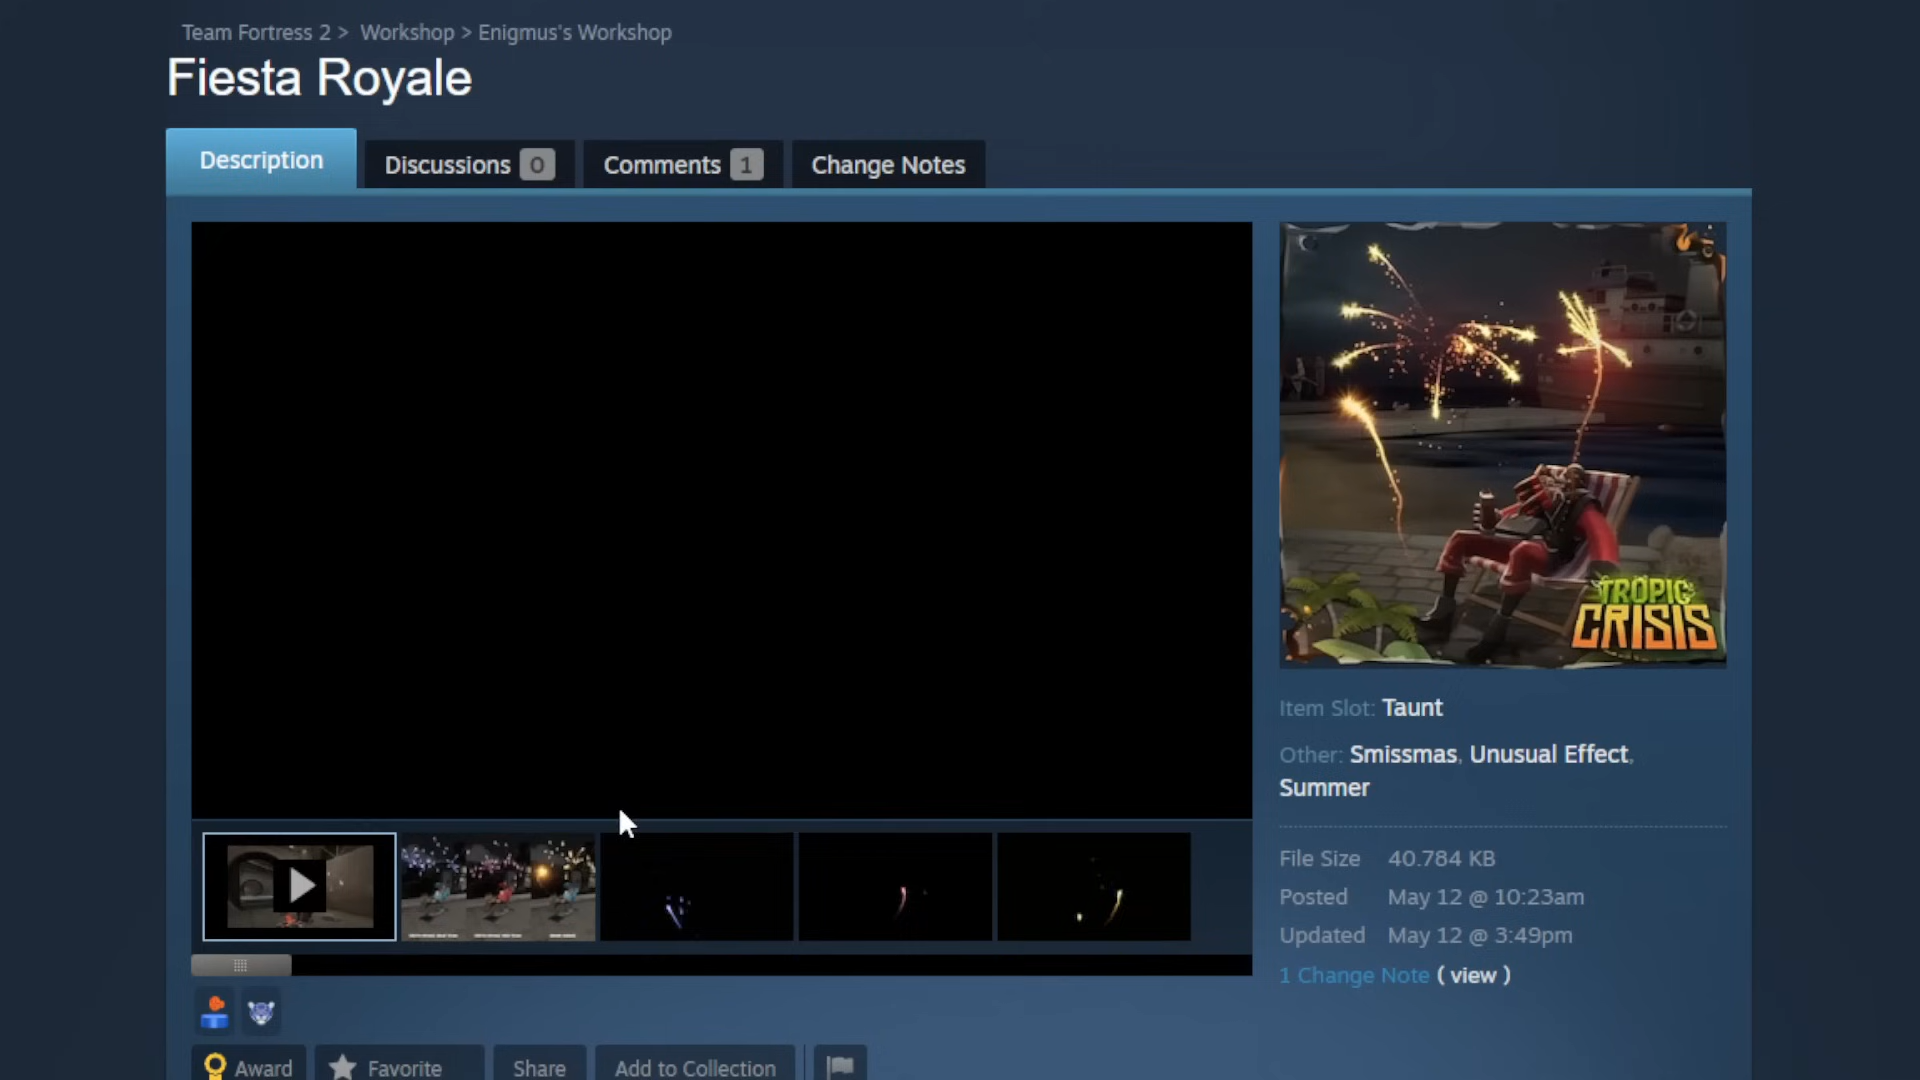 Team Fortress 2 > Workshop > Enigmus's Workshop
Fiesta Royale
Description
Discussions 0
Comments 1
Change Notes
TROPIC
CRISIS
Item Slot: Taunt
Other: Smissmas, Unusual Effect,
Summer
File Size 40.784 KB
Posted May 12 @ 10:23am
Updated May 12 @ 3:49pm
1 Change Note ( view )
Award
Favorite
Share
Add to Collection